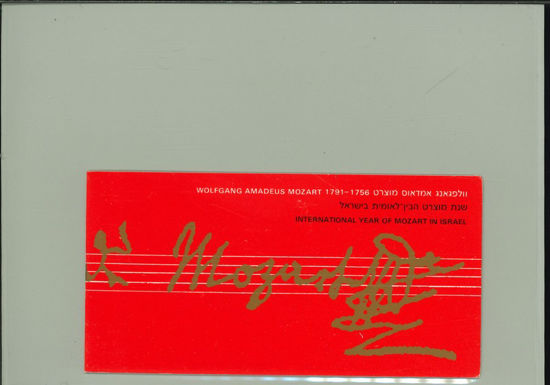 WOLFGANG AMADEUS MOZART 1791-1756 וולפגאנג אמדאוס מוצרט
שנת מוצרט הבין־לאומית בישראל
INTERNATIONAL YEAR OF MOZART IN ISRAEL
Mozart